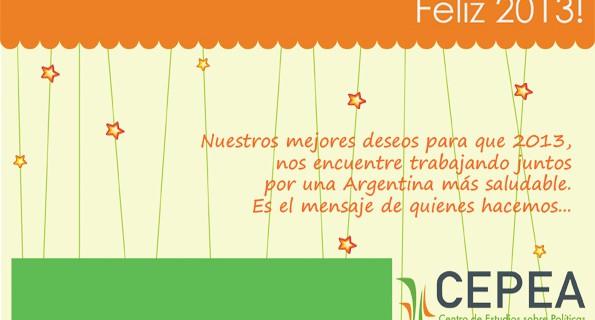 Feliz 2013!
Nuestros mejores deseos para que 2013,
nos encuentre trabajando juntos
por una Argentina más saludable.
Es el mensaje de quienes hacemos...
CEPEA
Centro de Estudios sobre Políticas